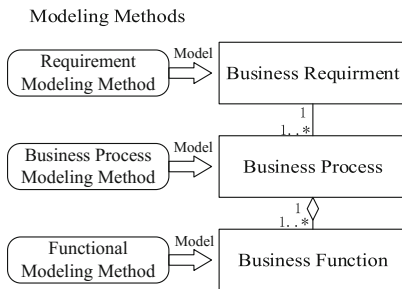 Modeling Methods
Requirement
Modeling Method
Model
Business Requirment
1
1..*
Business Process
Modeling Method
Model
Business Process
1
1..*
Functional
Modeling Method
Model
Business Function